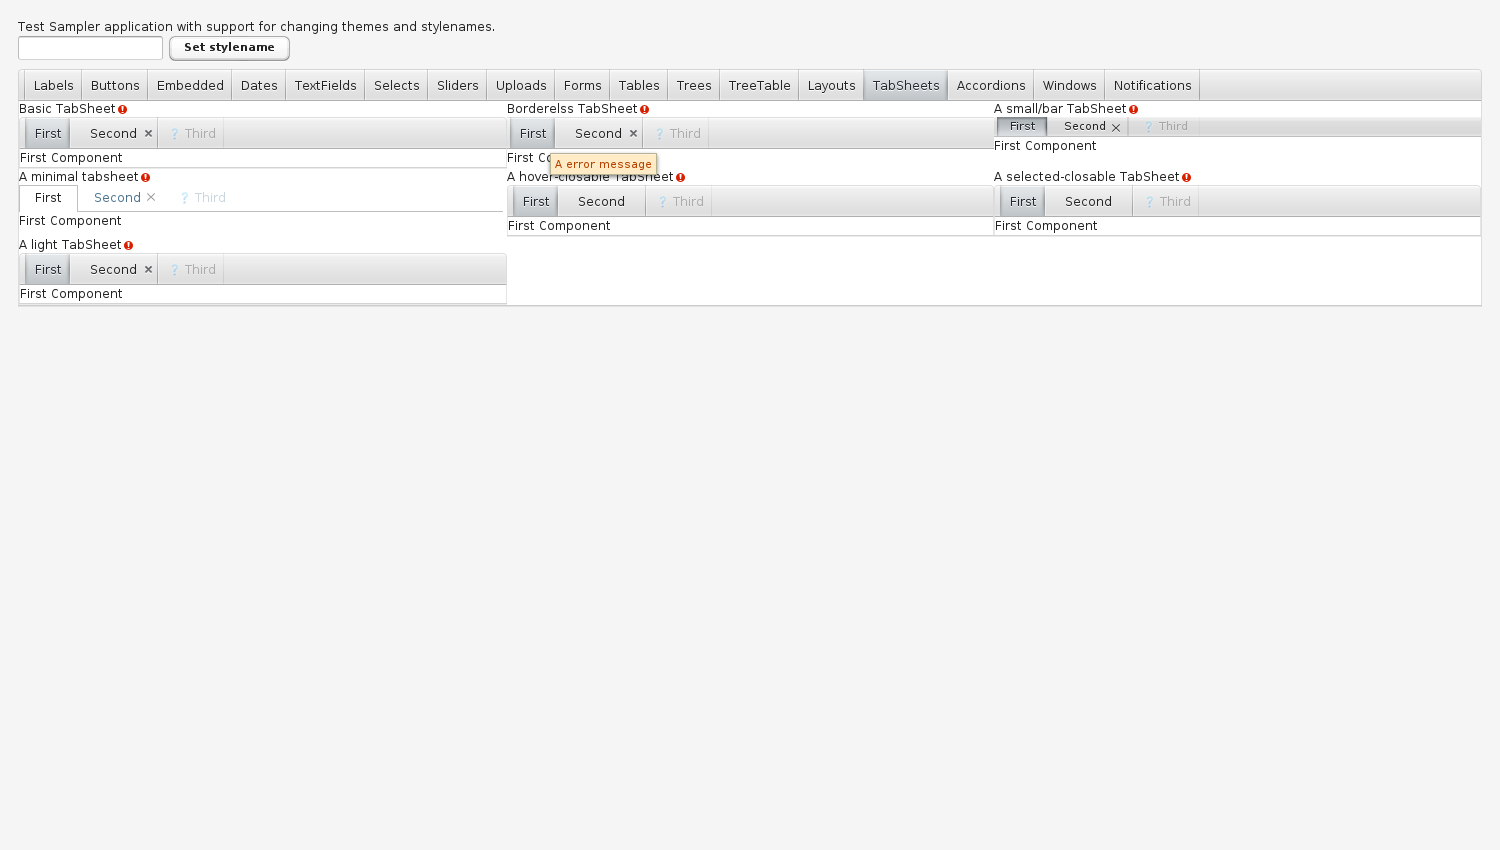 Test Sampler application with support for changing themes and stylenames.
Set stylename
Labels Buttons Embedded Dates TextFields Selects Sliders Uploads Forms Tables Trees TreeTable Layouts TabSheets Accordions Windows Notifications
Basic TabSheet Borderelss TabSheet A small/bar TabSheet
First Second Third First Second Third First Second Third
First Component First Co First Component
A error message
A minimal tabsheet A hover-closable TabSheet A selected-closable TabSheet
First Second Third First Second Third First Second Third
First Component First Component First Component
A light TabSheet
First Second Third
First Component